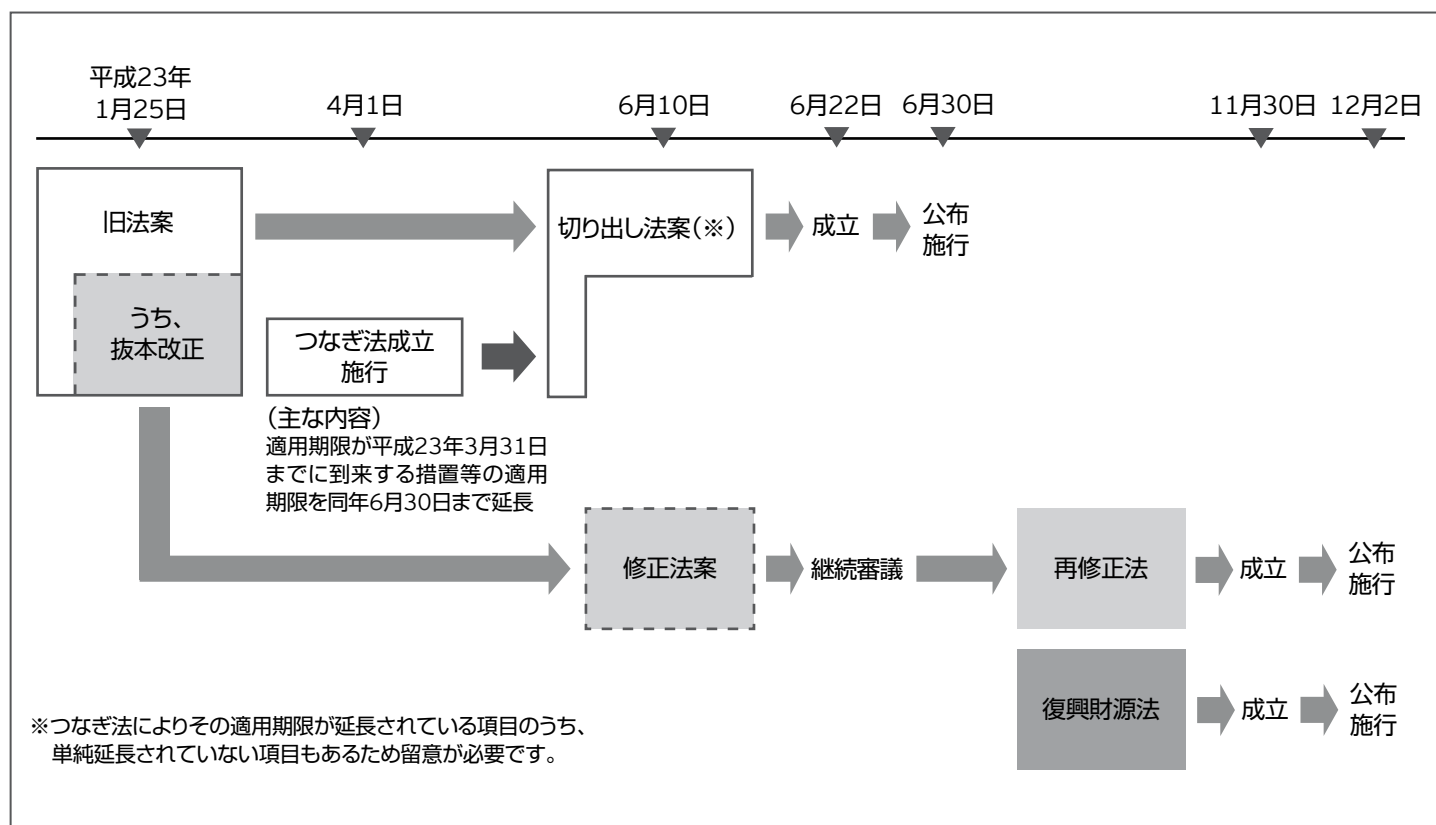 平成23年
1月25日
4月1日
6月10日
6月22日
6月30日
11月30日
12月2日
旧法案
うち、
抜本改正
つなぎ法成立
施行
(主な内容)
適用期限が平成23年3月31日
までに到来する措置等の適用
期限を同年6月30日まで延長
切り出し法案(※)
成立
公布
施行
修正法案
継続審議
再修正法
成立
公布
施行
復興財源法
成立
公布
施行
※つなぎ法によりその適用期限が延長されている項目のうち、
単純延長されていない項目もあるため留意が必要です。